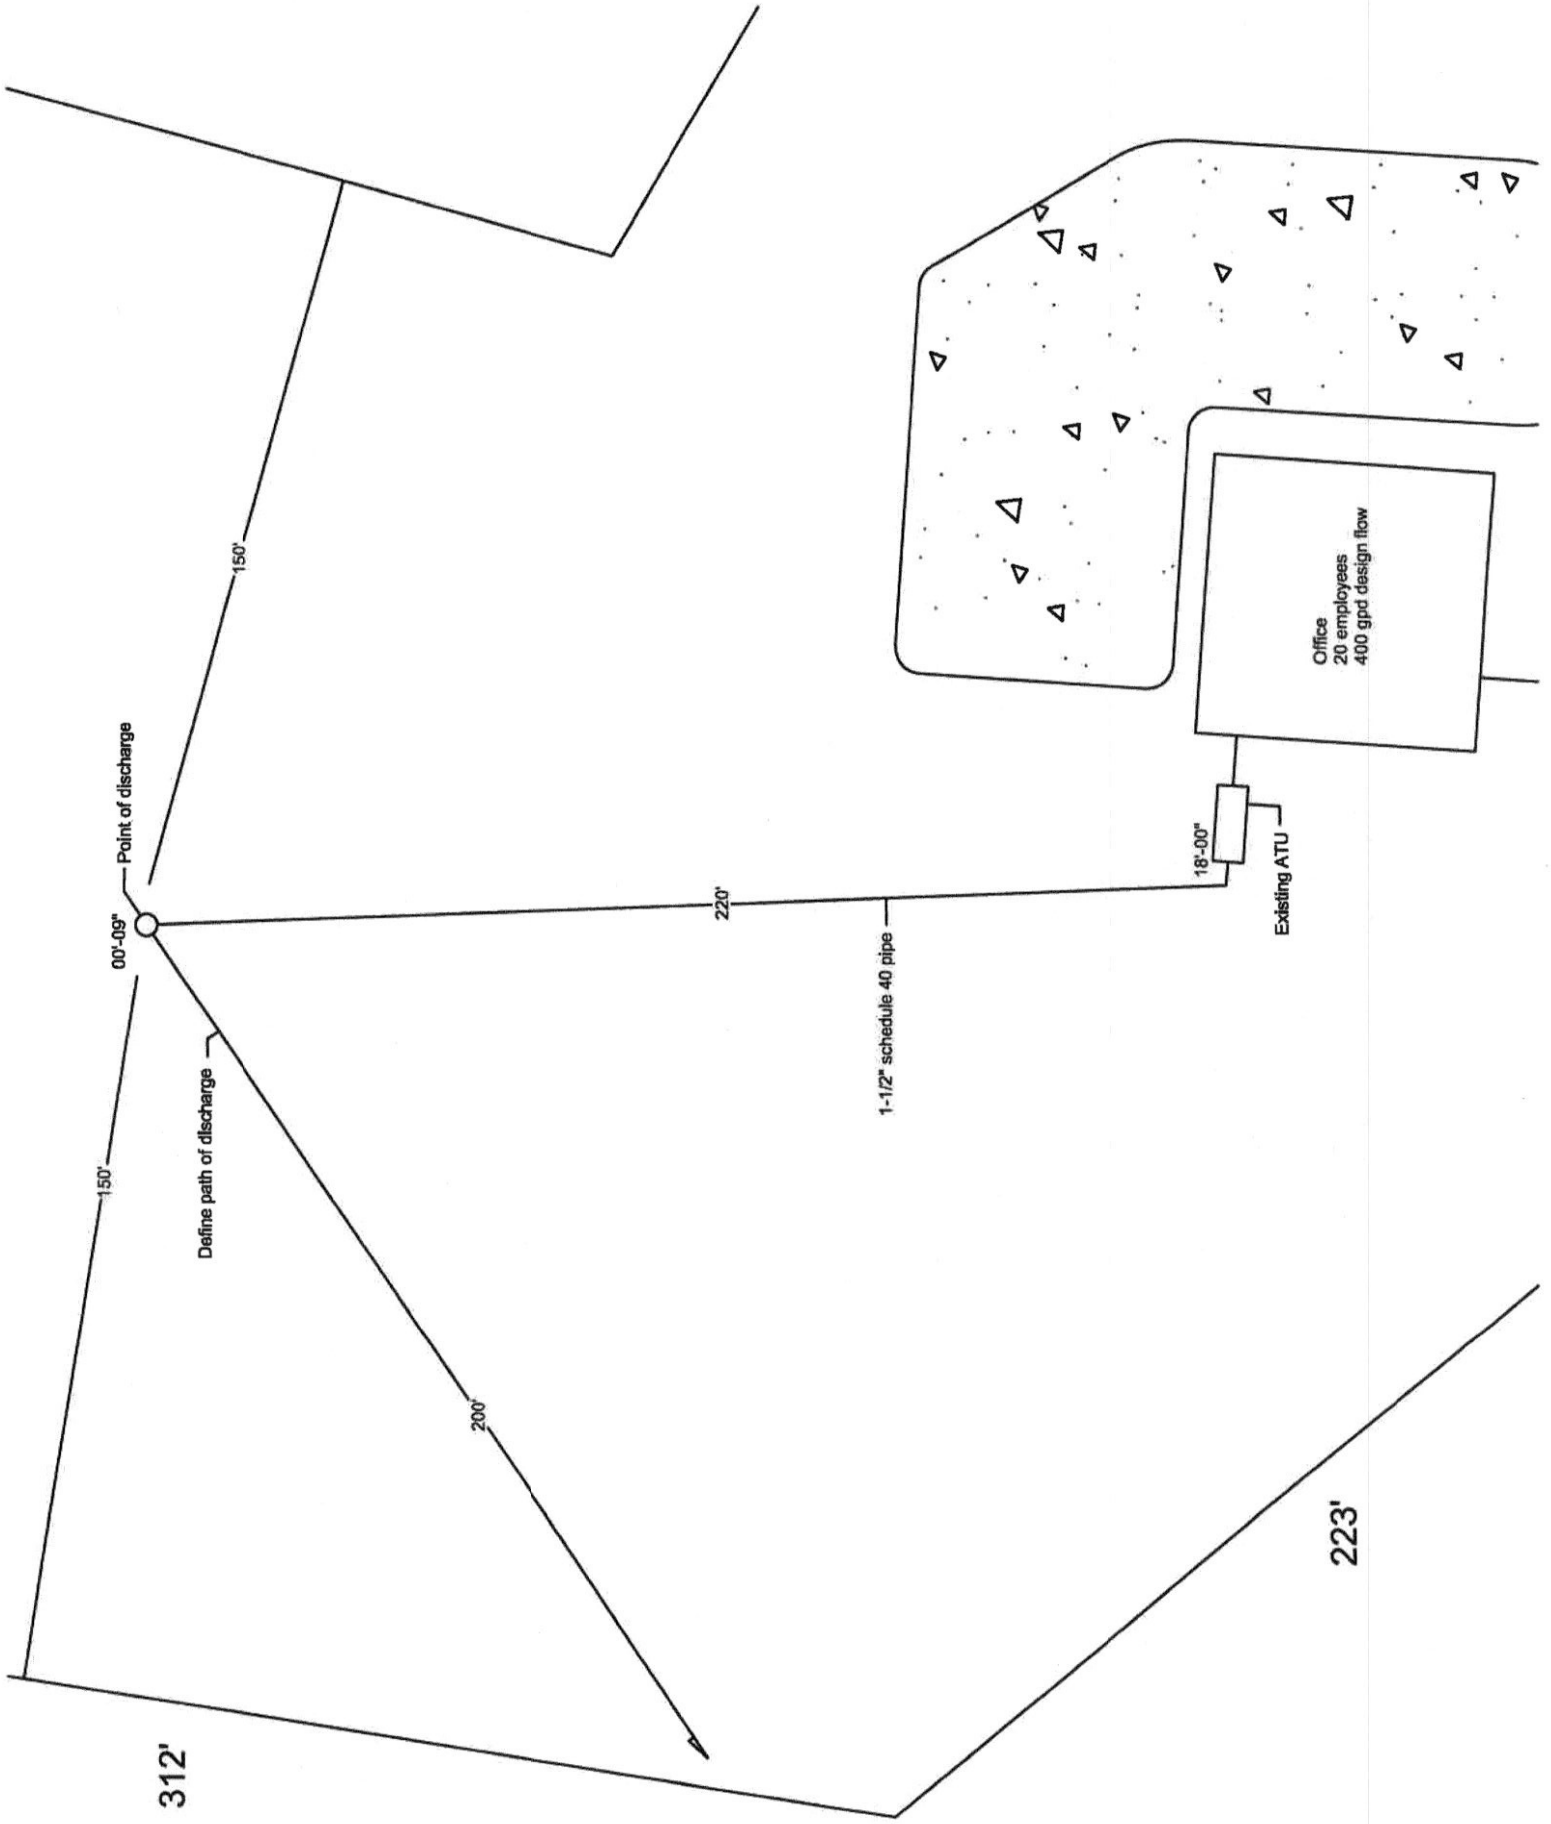 312'
150'
Define path of discharge
00'-09"
Point of discharge
150'
200'
220'
1-1/2" schedule 40 pipe
18'-00"
Existing ATU
Office
20 employees
400 gpd design flow
223'